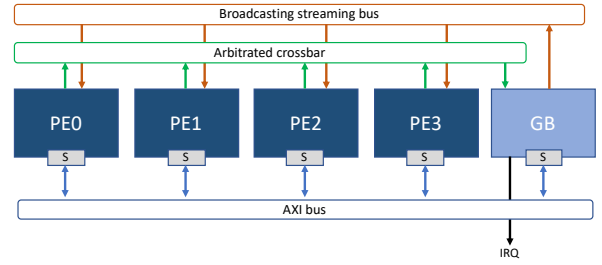 Broadcasting streaming bus
Arbitrated crossbar
PE0 PE1 PE2 PE3 GB
S S S S S
AXI bus
IRQ